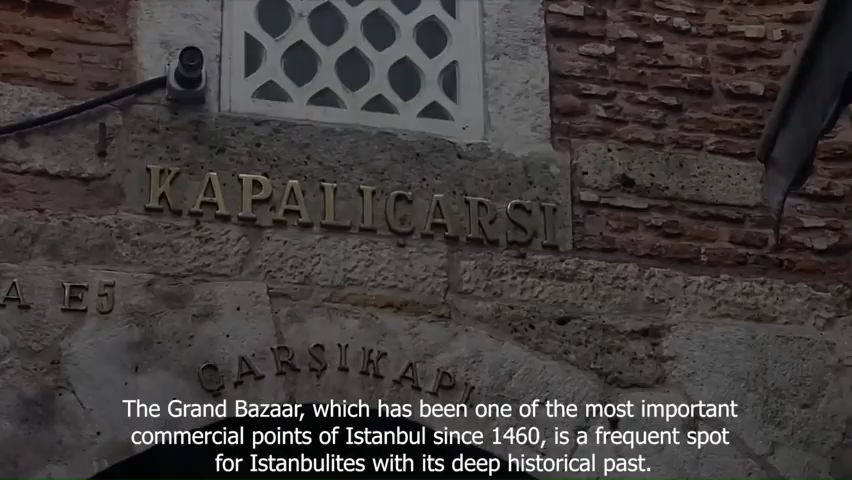 KAPALIÇARSI
A E5
ÇARŞIKAPI
The Grand Bazaar, which has been one of the most important
commercial points of Istanbul since 1460, is a frequent spot
for Istanbulites with its deep historical past.